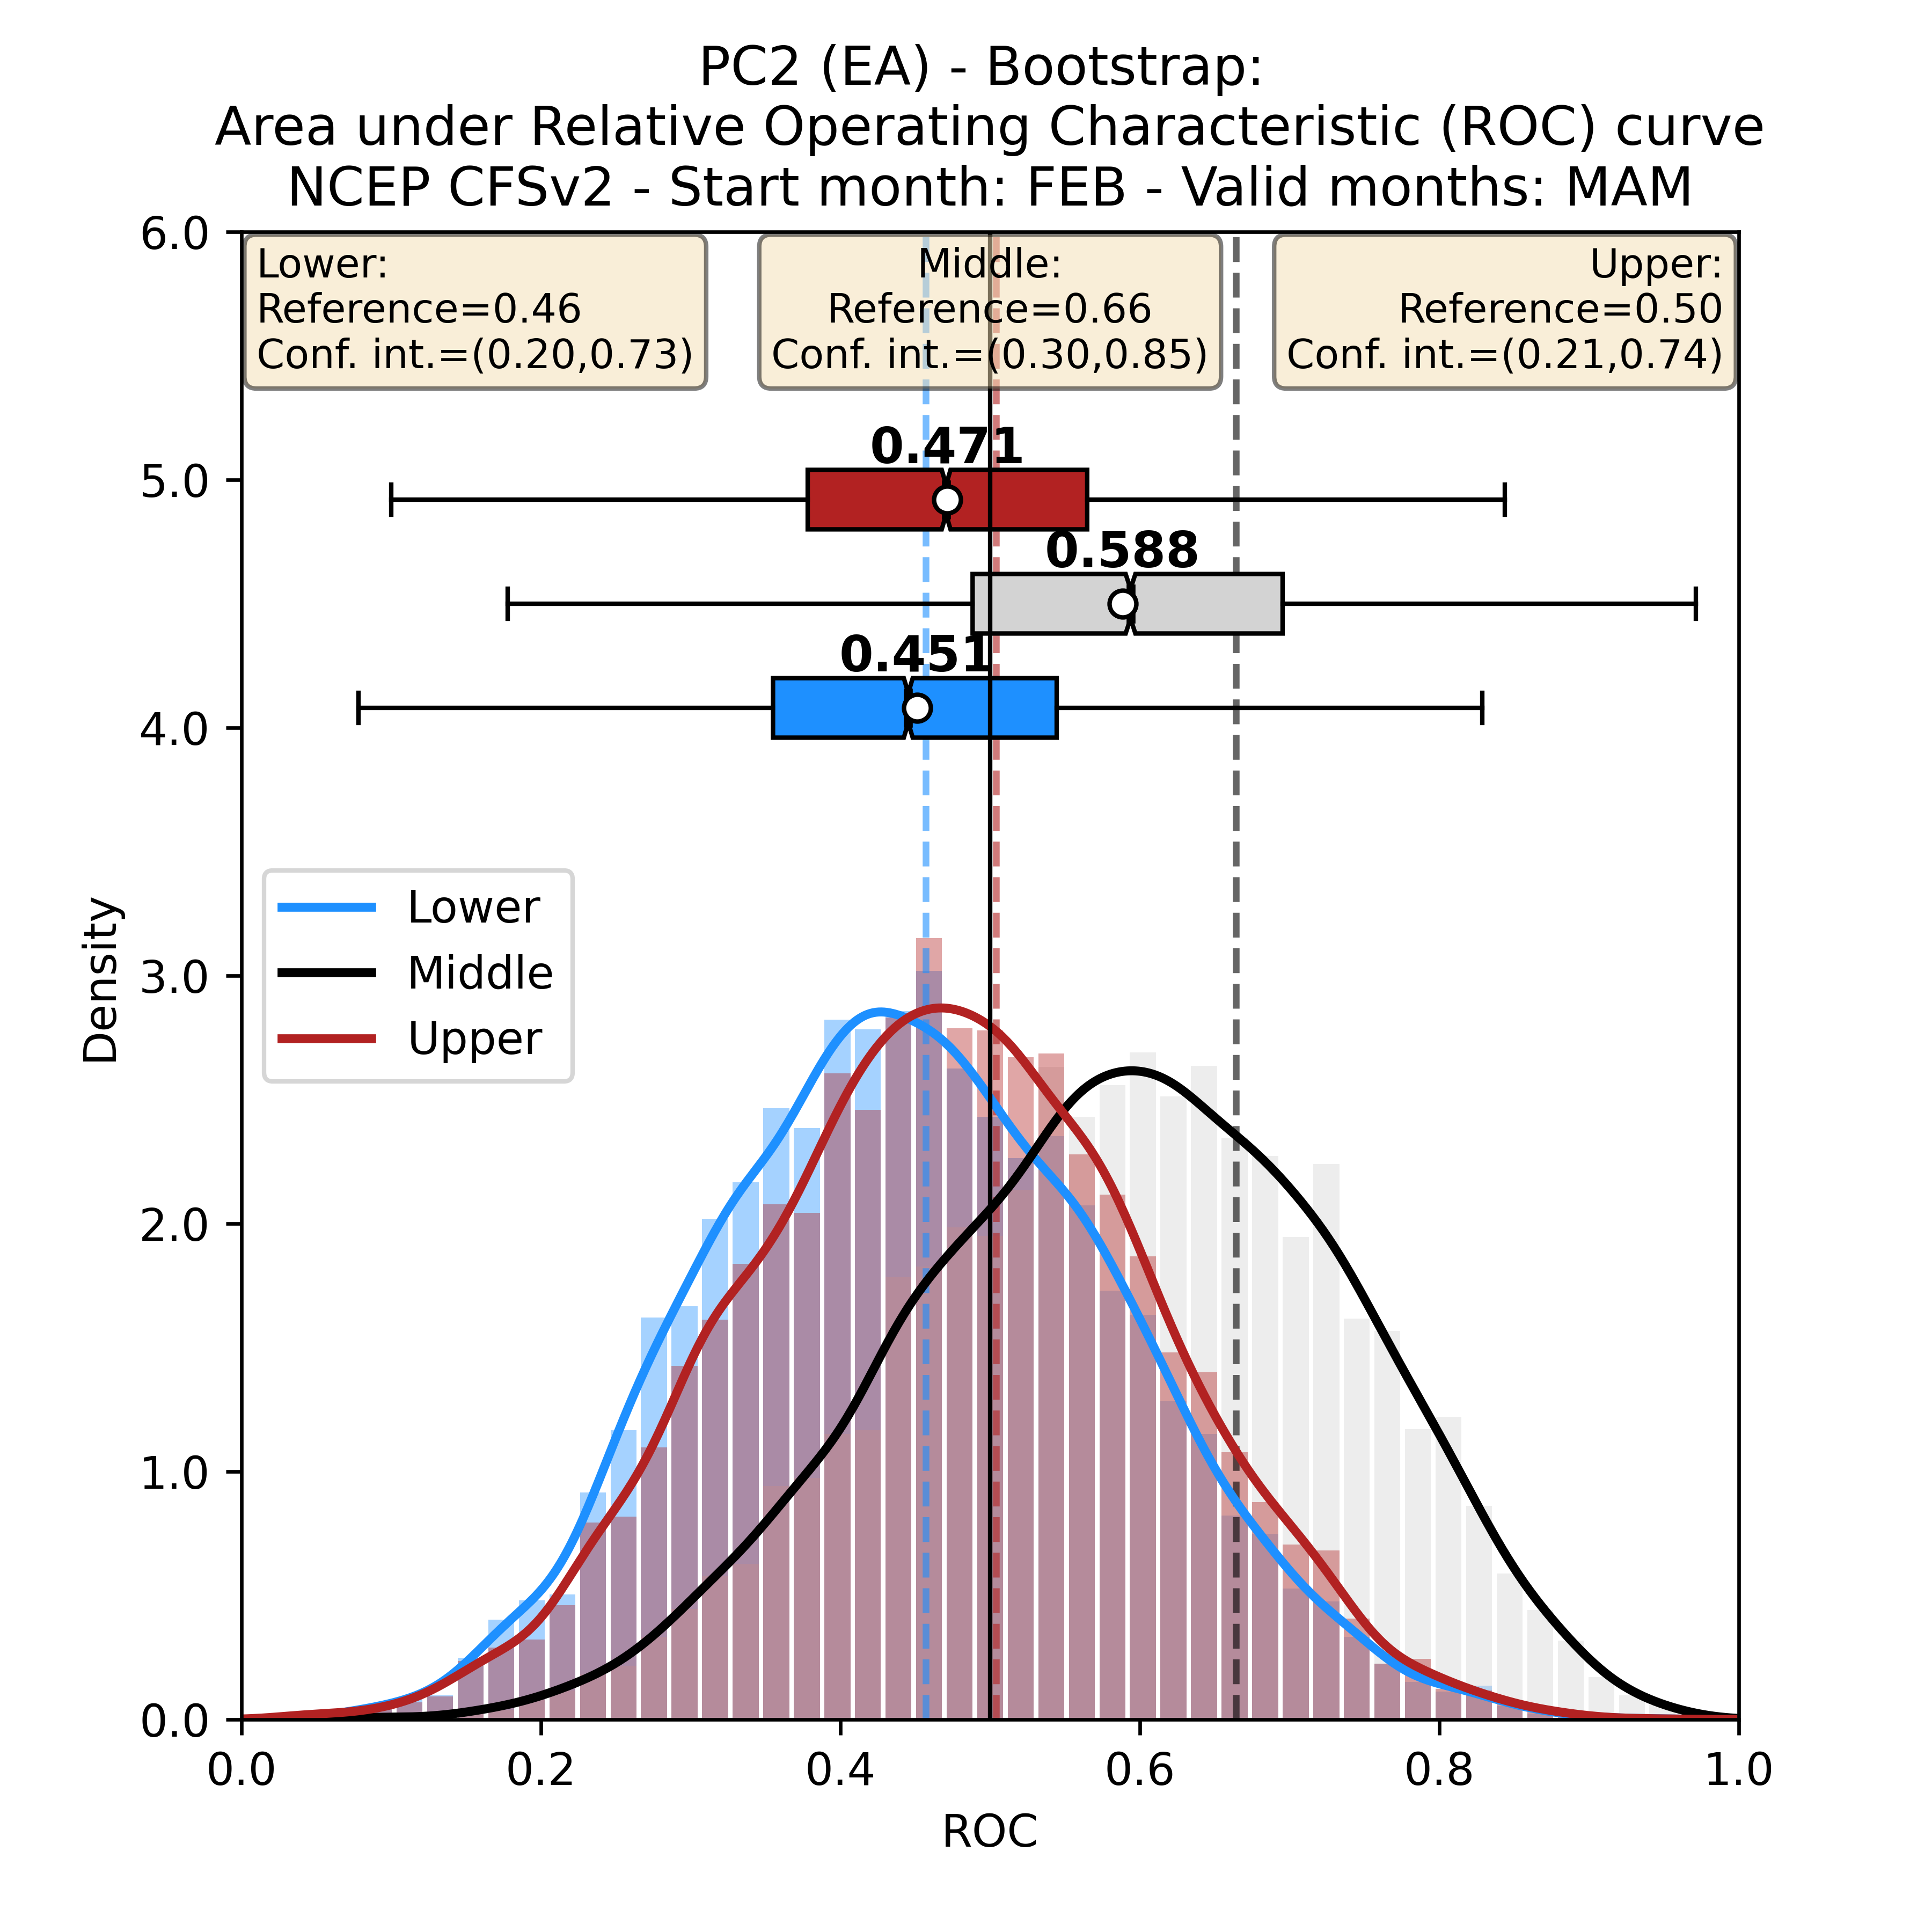 PC2 (EA) - Bootstrap:
Area under Relative Operating Characteristic (ROC) curve
NCEP CFSv2 - Start month: FEB - Valid months: MAM
Lower:
Reference=0.46
Conf. int.=(0.20,0.73)
Middle:
Reference=0.66
Conf. int.=(0.30,0.85)
Upper:
Reference=0.50
Conf. int.=(0.21,0.74)
0.471
0.588
0.451
Lower
Middle
Upper
Density
6.0
5.0
4.0
3.0
2.0
1.0
0.0
0.0
0.2
0.4
0.6
0.8
1.0
ROC